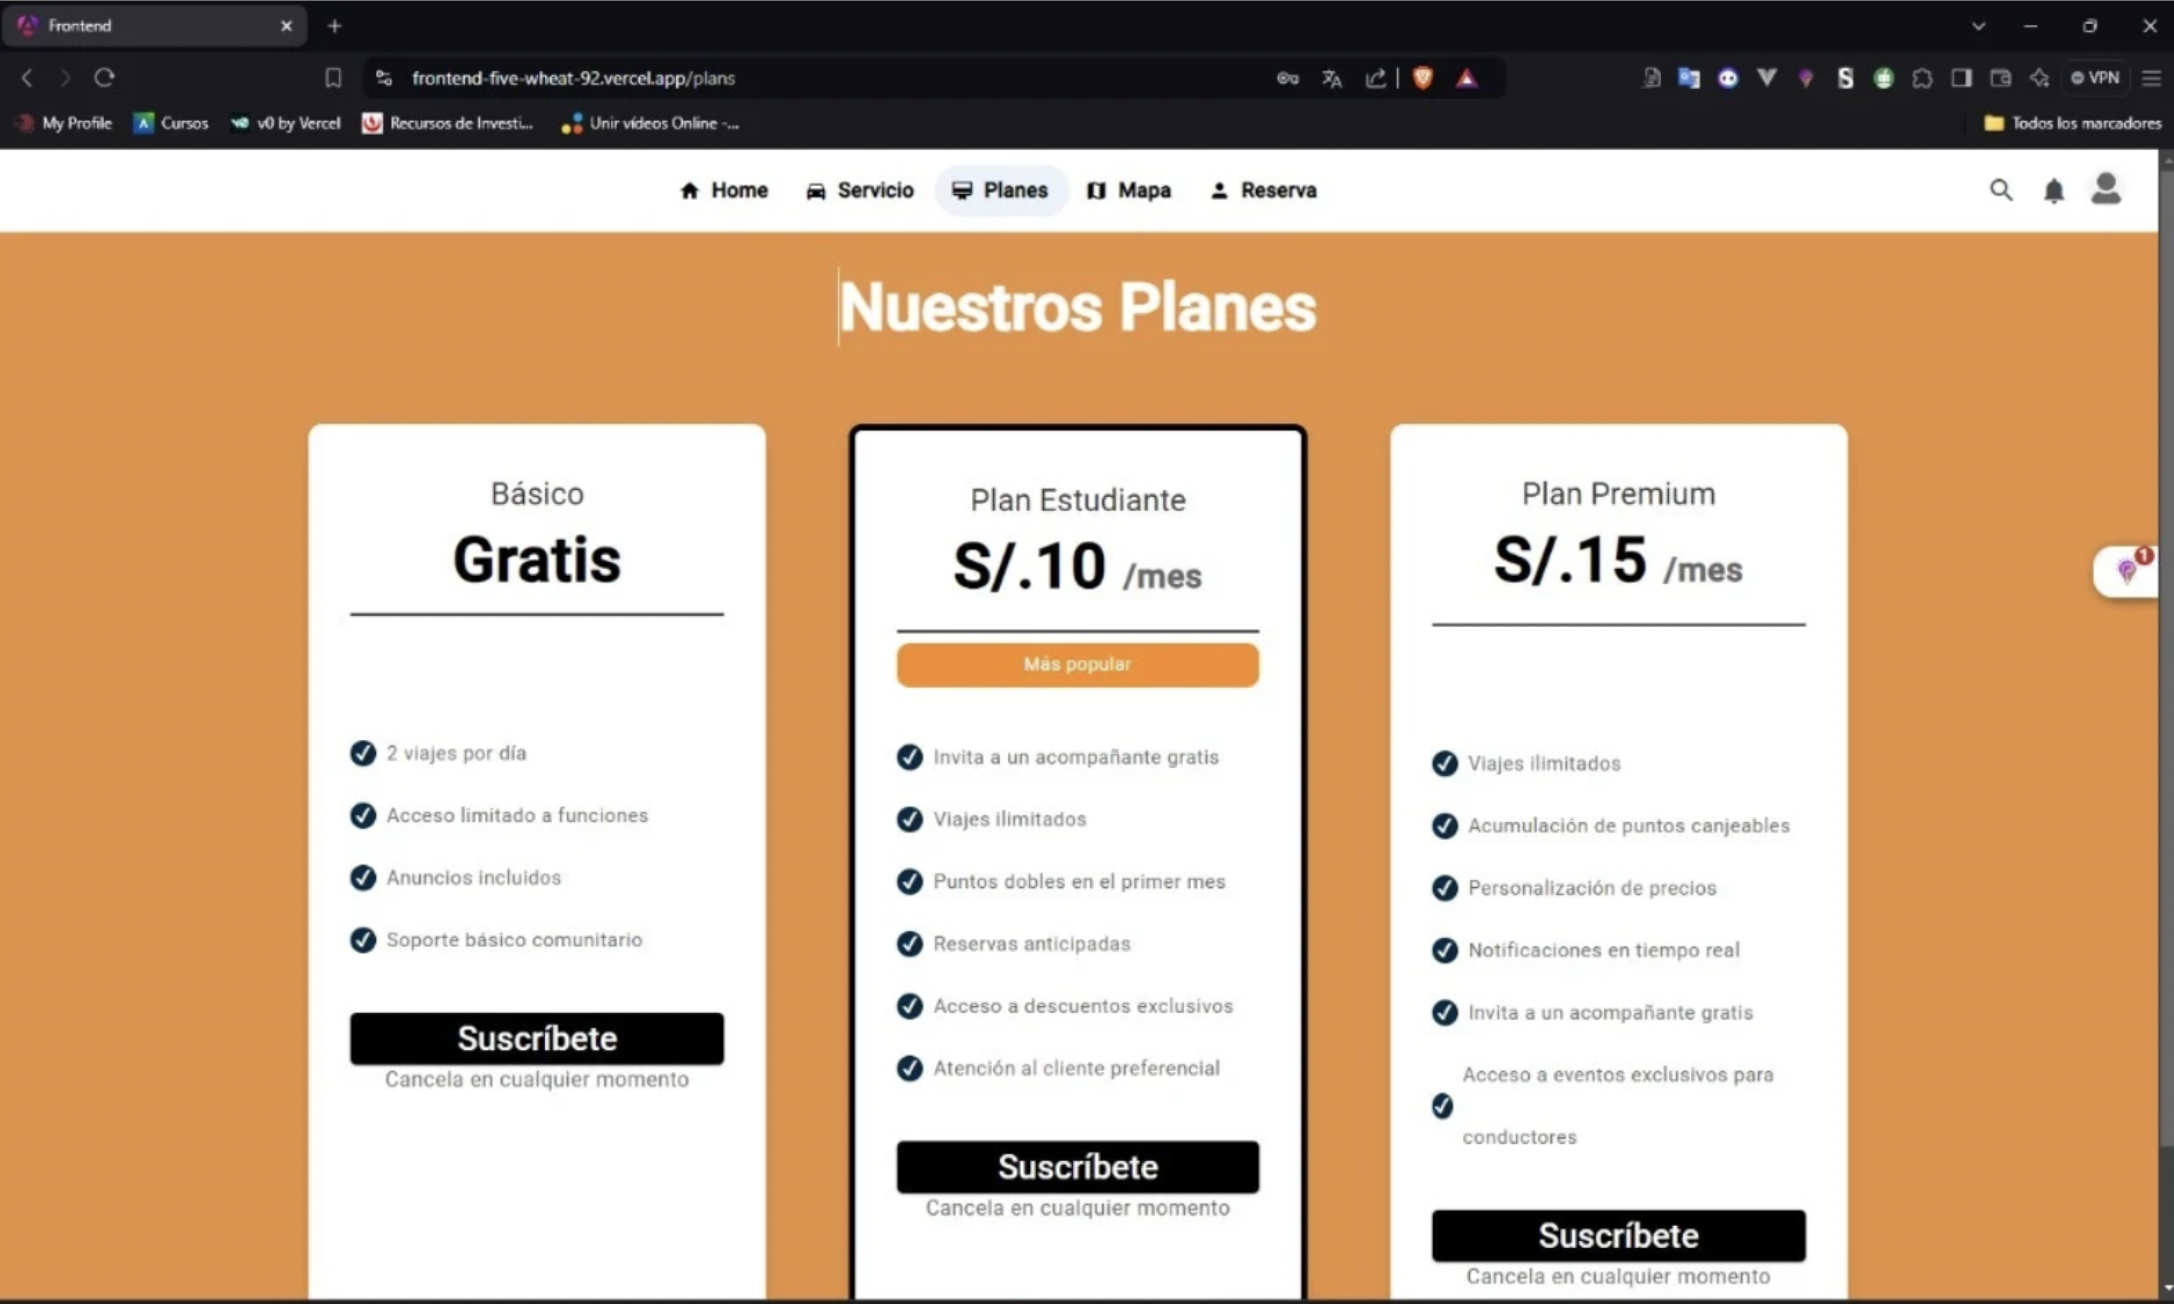 Frontend
frontend-five-wheat-92.vercel.app/plans
VPN
My Profile
Cursos
v0 by Vercel
Recursos de Investi...
Unir vídeos Online -...
Todos los marcadores
Home
Servicio
Planes
Mapa
Reserva
Nuestros Planes
Básico
Gratis
2 viajes por día
Acceso limitado a funciones
Anuncios incluidos
Soporte básico comunitario
Suscríbete
Cancela en cualquier momento
Plan Estudiante
S/.10 /mes
Más popular
Invita a un acompañante gratis
Viajes ilimitados
Puntos dobles en el primer mes
Reservas anticipadas
Acceso a descuentos exclusivos
Atención al cliente preferencial
Suscríbete
Cancela en cualquier momento
Plan Premium
S/.15 /mes
Viajes ilimitados
Acumulación de puntos canjeables
Personalización de precios
Notificaciones en tiempo real
Invita a un acompañante gratis
Acceso a eventos exclusivos para
conductores
Suscríbete
Cancela en cualquier momento
1